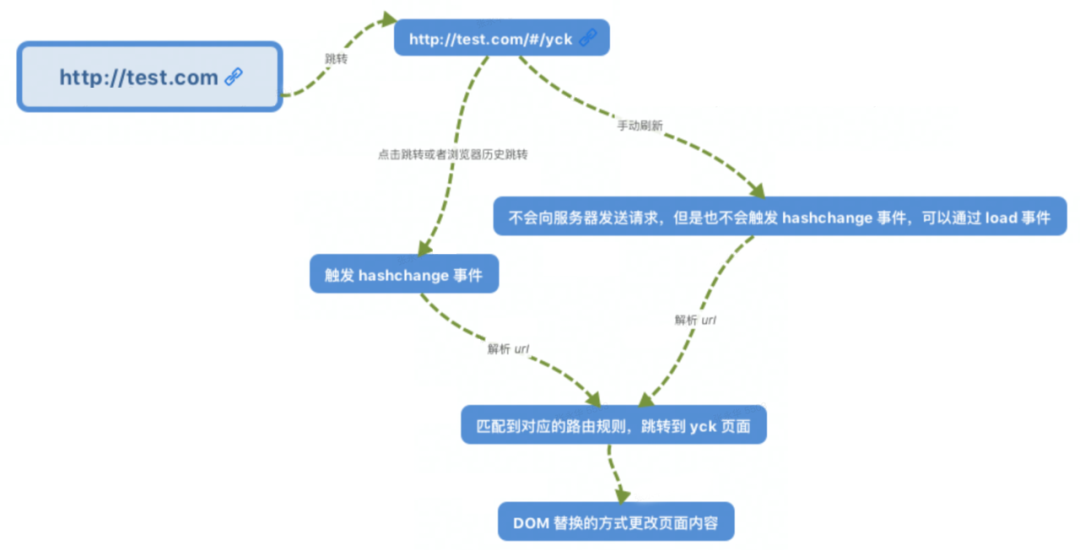 http://test.com/#/yck
跳转
http://test.com
手动刷新
点击跳转或者浏览器历史跳转
不会向服务器发送请求，但是也不会触发 hashchange 事件，可以通过 load 事件
触发 hashchange 事件
解析 url
解析 url
匹配到对应的路由规则，跳转到 yck 页面
DOM 替换的方式更改页面内容